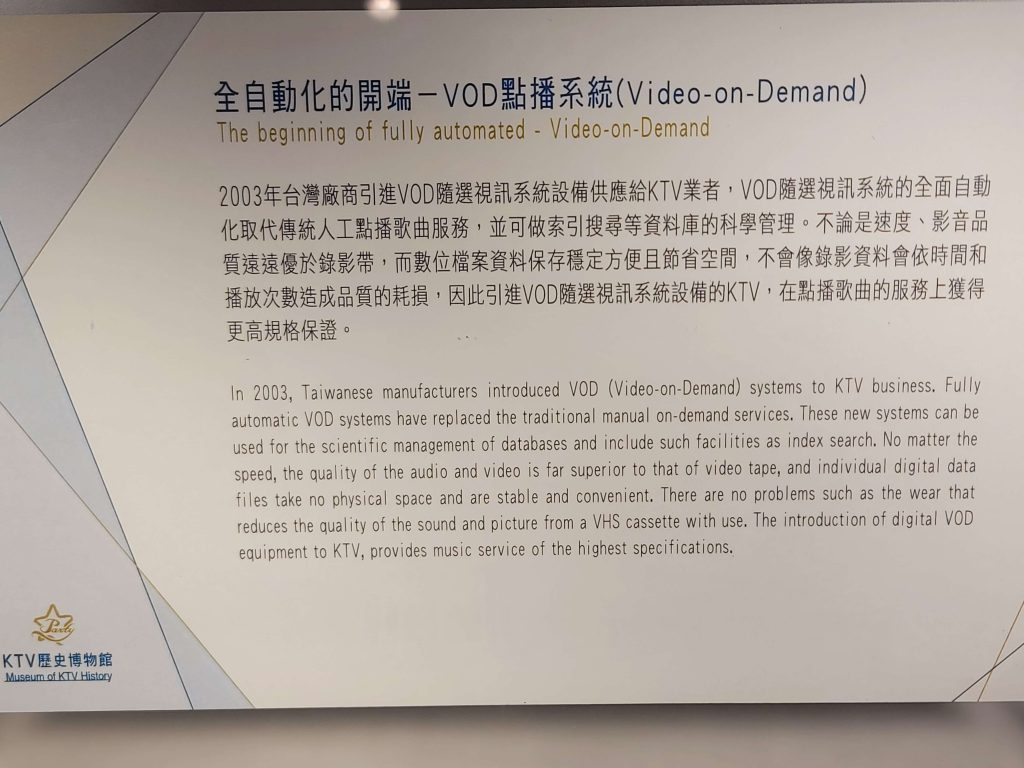 全自動化的開端－VOD點播系統(Video-on-Demand)
The beginning of fully automated - Video-on-Demand
2003年台灣廠商引進VOD隨選視訊系統設備供應給KTV業者，VOD隨選視訊系統的全面自動
化取代傳統人工點播歌曲服務，並可做索引搜尋等資料庫的科學管理。不論是速度、影音品
質遠遠優於錄影帶，而數位檔案資料保存穩定方便且節省空間，不會像錄影資料會依時間和
播放次數造成品質的耗損，因此引進VOD隨選視訊系統設備的KTV，在點播歌曲的服務上獲得
更高規格保證。
In 2003, Taiwanese manufacturers introduced VOD (Video-on-Demand) systems to KTV business. Fully
automatic VOD systems have replaced the traditional manual on-demand services. These new systems can be
used for the scientific management of databases and include such facilities as index search. No matter the
speed, the quality of the audio and video is far superior to that of video tape, and individual digital data
files take no physical space and are stable and convenient. There are no problems such as the wear that
reduces the quality of the sound and picture from a VHS cassette with use. The introduction of digital VOD
equipment to KTV, provides music service of the highest specifications.
Party
KTV歷史博物館
Museum of KTV History